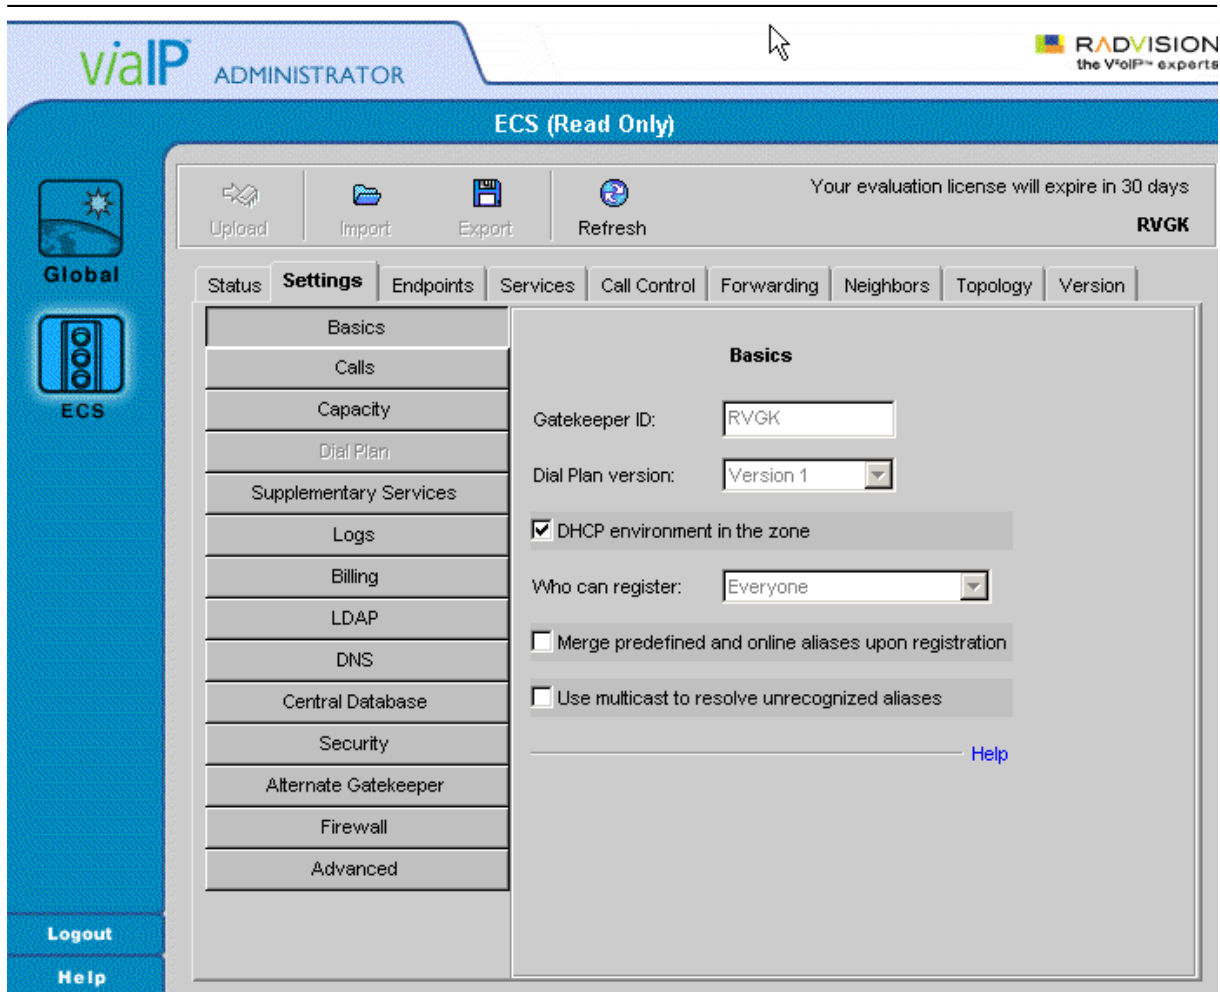 viaIP™ ADMINISTRATOR
RADVISION
the V²oIP™ experts
ECS (Read Only)
Global
ECS
Logout
Help
Upload
Import
Export
Refresh
Your evaluation license will expire in 30 days
RVGK
Status
Settings
Endpoints
Services
Call Control
Forwarding
Neighbors
Topology
Version
Basics
Calls
Capacity
Dial Plan
Supplementary Services
Logs
Billing
LDAP
DNS
Central Database
Security
Alternate Gatekeeper
Firewall
Advanced
Basics
Gatekeeper ID: RVGK
Dial Plan version: Version 1
DHCP environment in the zone
Who can register: Everyone
Merge predefined and online aliases upon registration
Use multicast to resolve unrecognized aliases
Help